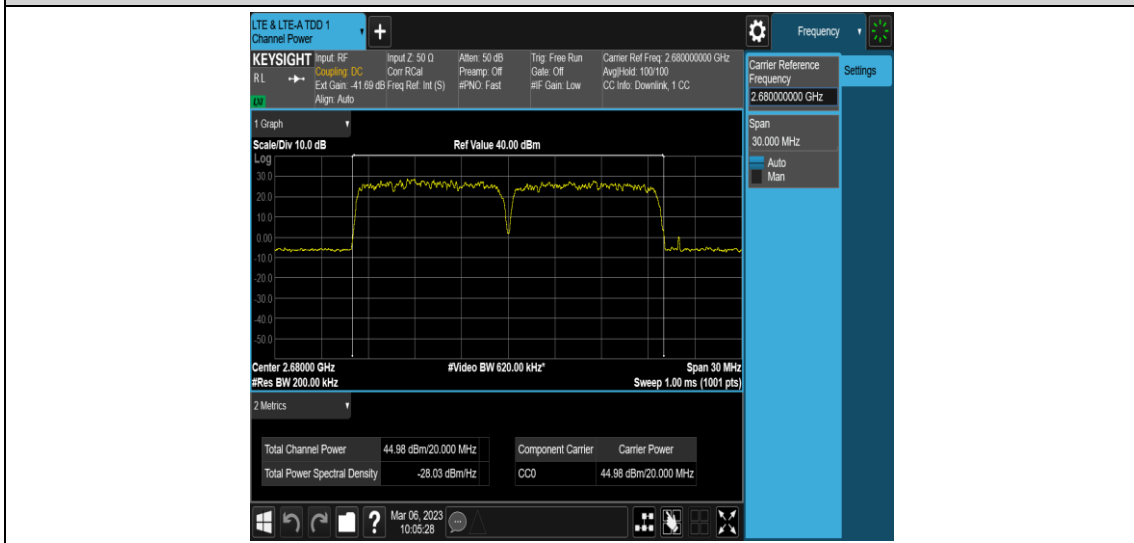 LTE & LTE-A TDD 1
Channel Power
Frequency
KEYSIGHT
RL
LXI
Input: RF
Coupling: DC
Ext Gain: -41.69 dB
Align: Auto
Input Z: 50 Ω
Corr RCal
Freq Ref: Int (S)
Atten: 50 dB
Preamp: Off
#PNO: Fast
Trig: Free Run
Gate: Off
#IF Gain: Low
Carrier Ref Freq: 2.680000000 GHz
Avg|Hold: 100/100
CC Info: Downlink, 1 CC
Carrier Reference
Frequency
2.680000000 GHz
Settings
Span
30.000 MHz
Auto
Man
1 Graph
Scale/Div 10.0 dB
Ref Value 40.00 dBm
Log
30.0
20.0
10.0
0.00
-10.0
-20.0
-30.0
-40.0
-50.0
Center 2.68000 GHz
#Video BW 620.00 kHz*
Span 30 MHz
#Res BW 200.00 kHz
Sweep 1.00 ms (1001 pts)
2 Metrics
Total Channel Power 44.98 dBm/20.000 MHz
Total Power Spectral Density -28.03 dBm/Hz
Component Carrier Carrier Power
CC0 44.98 dBm/20.000 MHz
?
Mar 06, 2023
10:05:28